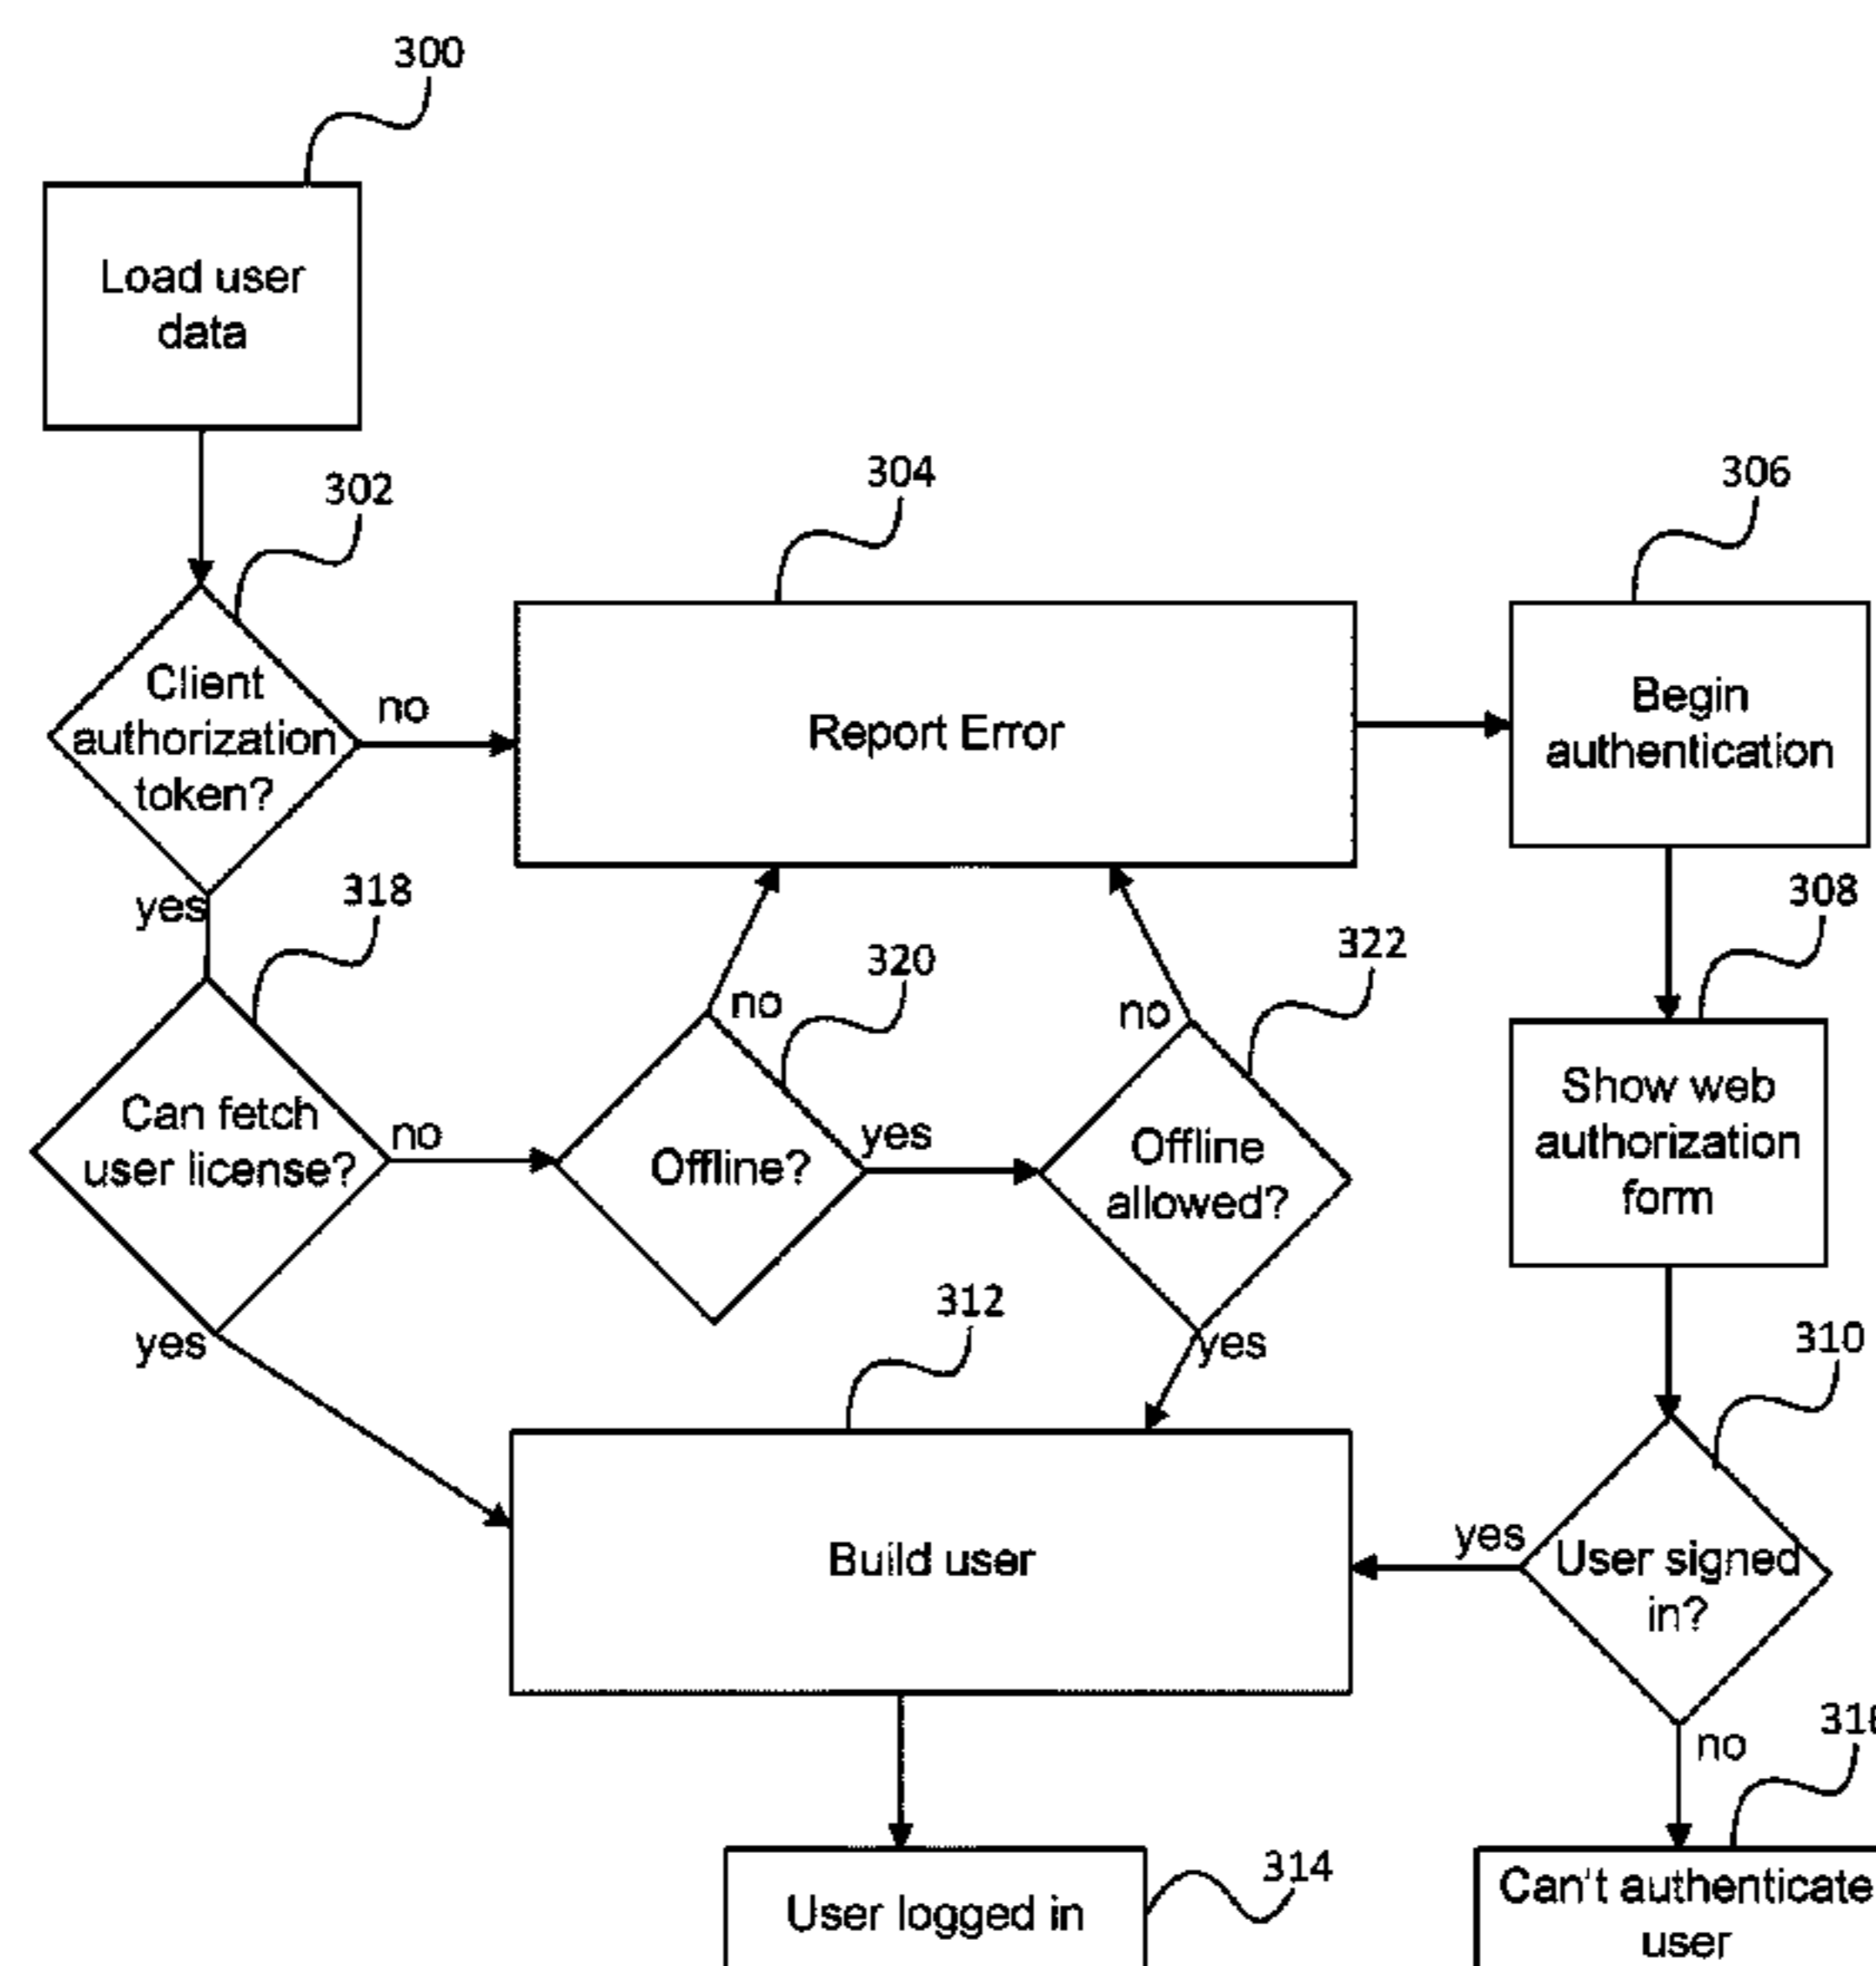 300
Load user
data
302
304
306
Client
authorization
token?
no
Report Error
Begin
authentication
yes
318
308
320
322
no
no
Can fetch
user license?
no
Offline?
yes
Offline
allowed?
Show web
authorization
form
yes
312
yes
310
Build user
yes
User signed
in?
no
316
User logged in
314
Can't authenticate
user